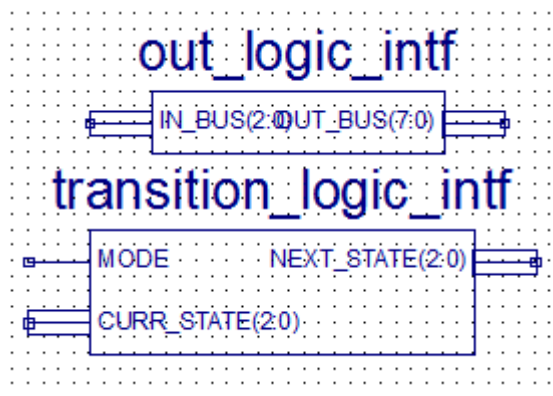 out_logic_intf
IN_BUS(2:0) OUT_BUS(7:0)
transition_logic_intf
MODE NEXT_STATE(2:0)
CURR_STATE(2:0)